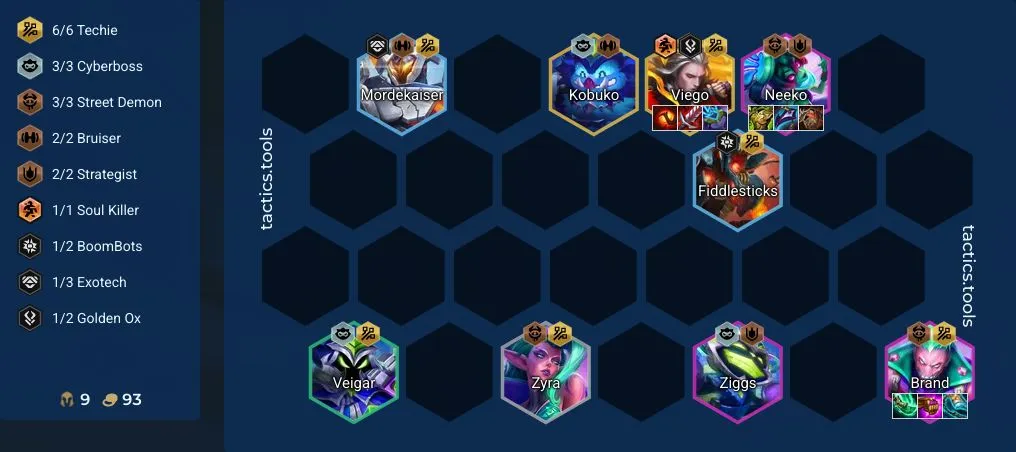 6/6 Techie
3/3 Cyberboss
3/3 Street Demon
2/2 Bruiser
2/2 Strategist
1/1 Soul Killer
1/2 BoomBots
1/3 Exotech
1/2 Golden Ox
9 93
tactics.tools
Mordekaiser
Kobuko
Viego
Neeko
Fiddlesticks
tactics.tools
Veigar
Zyra
Ziggs
Brand